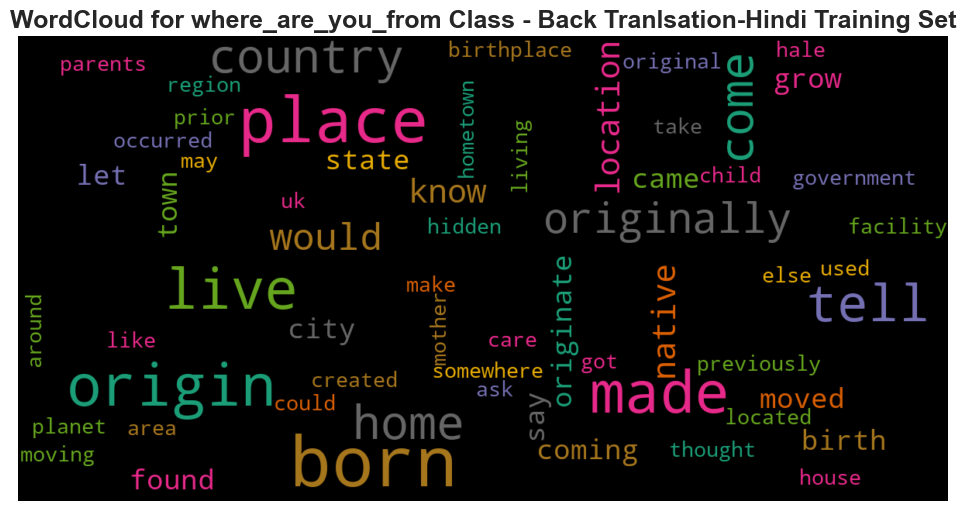 WordCloud for where_are_you_from Class - Back Tranlsation-Hindi Training Set
parents
country
birthplace
location
original
come
hale
grow
region
place
prior
hometown
living
take
occurred
may
state
let
know
came
child
government
town
uk
would
hidden
originally
facility
live
originate
native
else
used
tell
around
like
city
make
mother
care
somewhere
got
previously
origin
created
could
ask
say
made
moved
located
planet
area
home
birth
moving
found
born
coming
thought
house